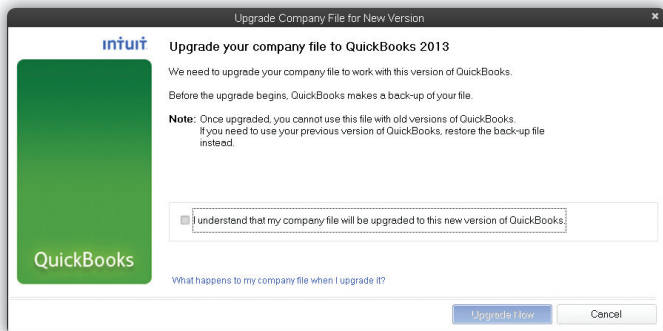 Upgrade Company File for New Version
intuit
Upgrade your company file to QuickBooks 2013
We need to upgrade your company file to work with this version of QuickBooks.
Before the upgrade begins, QuickBooks makes a back-up of your file.
Note: Once upgraded, you cannot use this file with old versions of QuickBooks.
If you need to use your previous version of QuickBooks, restore the back-up file
instead.
I understand that my company file will be upgraded to this new version of QuickBooks.
QuickBooks
What happens to my company file when I upgrade it?
Upgrade Now
Cancel